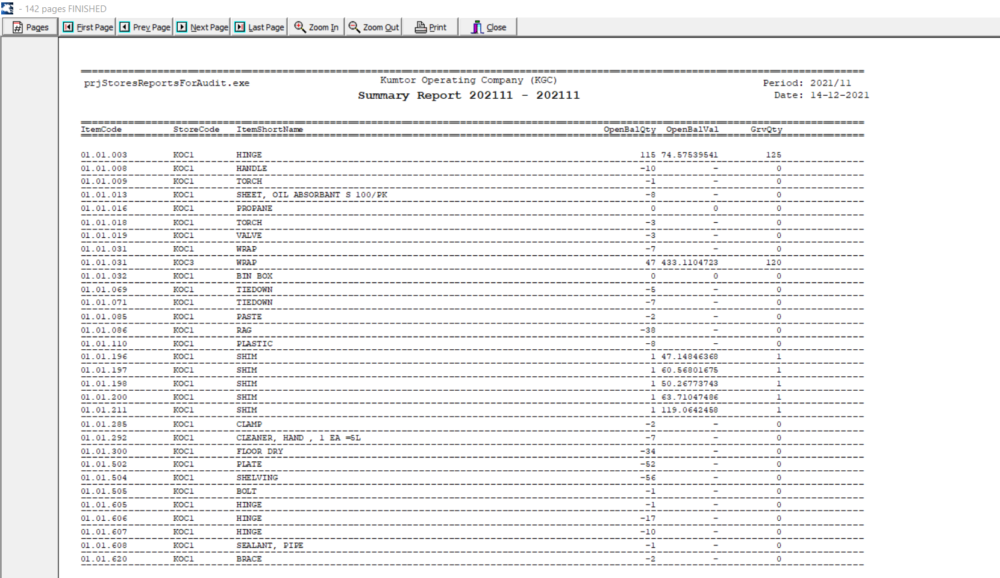 - 142 pages FINISHED
Pages First Page Prev Page Next Page Last Page Zoom In Zoom Out Print Close
prjStoresReportsForAudit.exe Kumtor Operating Company (KGC) Period: 2021/11
Summary Report 202111 - 202111 Date: 14-12-2021
ItemCode StoreCode ItemShortName OpenBalQty OpenBalVal GrvQty
01.01.003 KOC1 HINGE 115 74.57539541 125
01.01.008 KOC1 HANDLE -10 - 0
01.01.009 KOC1 TORCH -1 - 0
01.01.013 KOC1 SHEET, OIL ABSORBANT S 100/PK -8 - 0
01.01.016 KOC1 PROPANE 0 0 0
01.01.018 KOC1 TORCH -3 - 0
01.01.019 KOC1 VALVE -3 - 0
01.01.031 KOC1 WRAP -7 - 0
01.01.031 KOC3 WRAP 47 433.1104723 120
01.01.032 KOC1 BIN BOX 0 0 0
01.01.069 KOC1 TIEDOWN -5 - 0
01.01.071 KOC1 TIEDOWN -7 - 0
01.01.085 KOC1 PASTE -2 - 0
01.01.086 KOC1 RAG -38 - 0
01.01.110 KOC1 PLASTIC -8 - 0
01.01.196 KOC1 SHIM 1 47.14846368 1
01.01.197 KOC1 SHIM 1 60.56801675 1
01.01.198 KOC1 SHIM 1 50.26773743 1
01.01.200 KOC1 SHIM 1 63.71047486 1
01.01.211 KOC1 SHIM 1 119.0642458 1
01.01.285 KOC1 CLAMP -2 - 0
01.01.292 KOC1 CLEANER, HAND , 1 EA =5L -7 - 0
01.01.300 KOC1 FLOOR DRY -34 - 0
01.01.502 KOC1 PLATE -52 - 0
01.01.504 KOC1 SHELVING -56 - 0
01.01.505 KOC1 BOLT -1 - 0
01.01.605 KOC1 HINGE -1 - 0
01.01.606 KOC1 HINGE -17 - 0
01.01.607 KOC1 HINGE -10 - 0
01.01.608 KOC1 SEALANT, PIPE -1 - 0
01.01.620 KOC1 BRACE -2 - 0